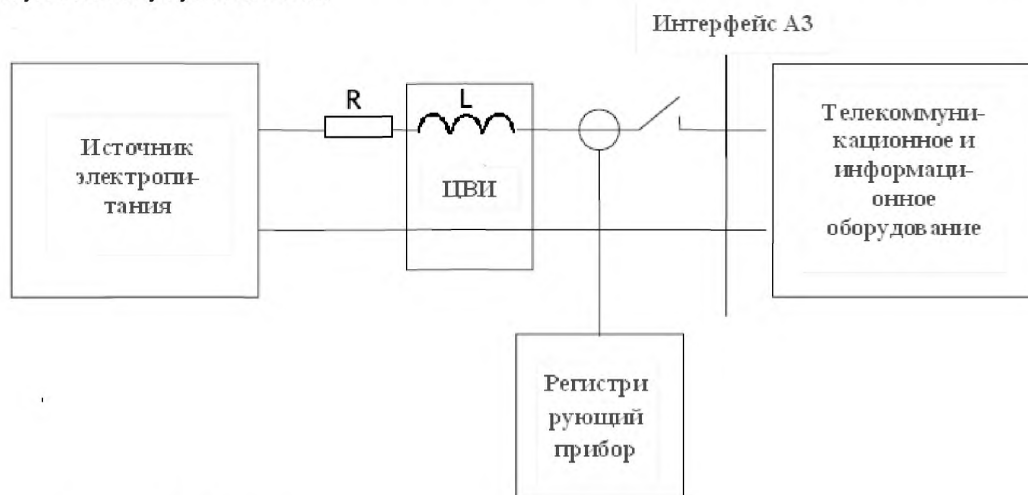 Интерфейс А3
R
L
Источник
электропи-
тания
ЦВИ
Телекоммуни-
кационное и
информаци-
онное
оборудование
Регистри
рующий
прибор